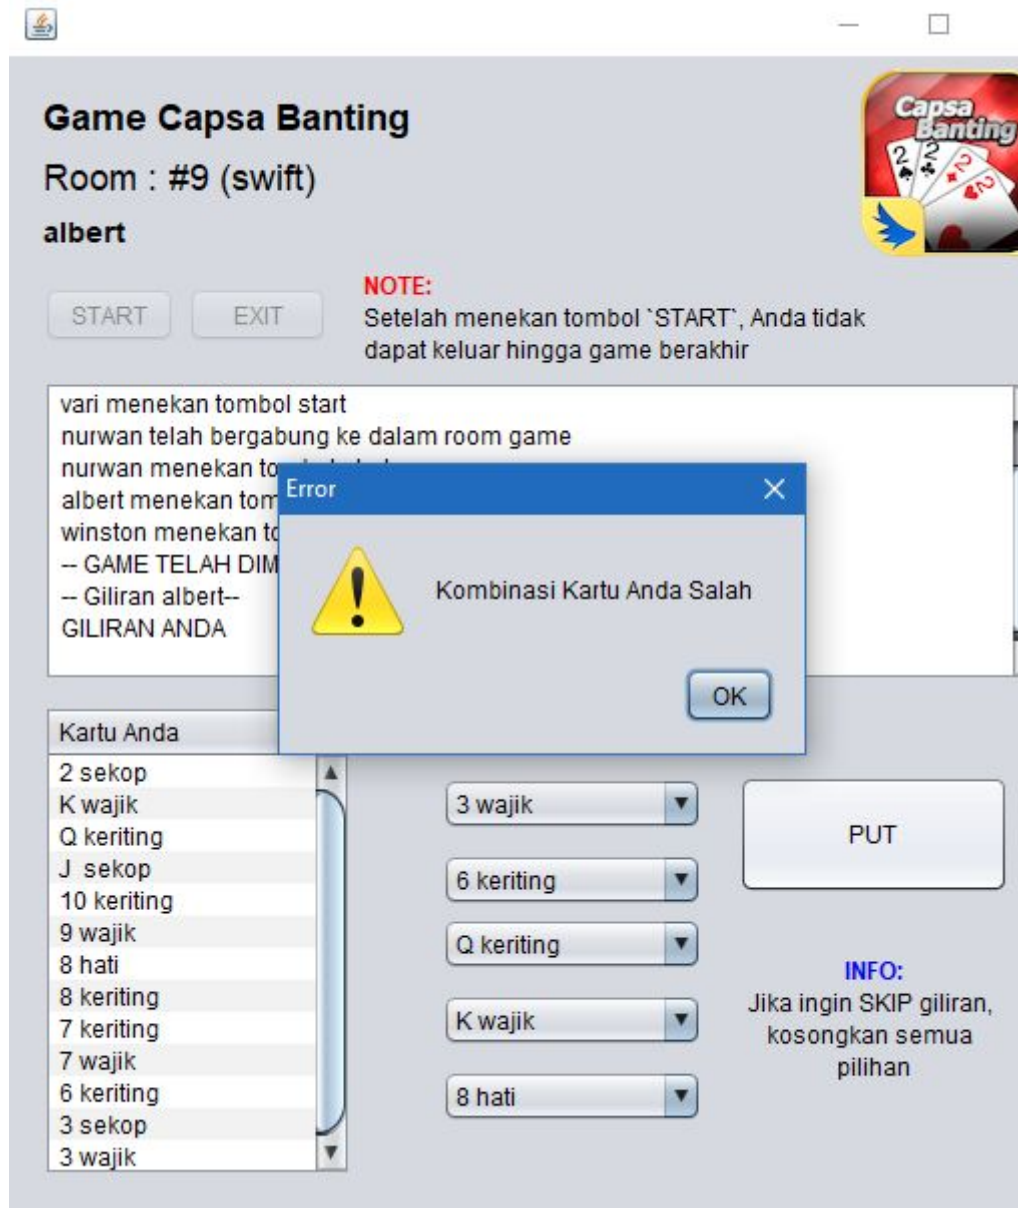 Game Capsa Banting
Room : #9 (swift)
albert
Capsa
Banting
2 2 2 2
START
EXIT
NOTE:
Setelah menekan tombol `START`, Anda tidak
dapat keluar hingga game berakhir
vari menekan tombol start
nurwan telah bergabung ke dalam room game
nurwan menekan
albert menekan
winston menekan
-- GAME TELAH
-- Giliran albert--
GILIRAN ANDA
Error
Kombinasi Kartu Anda Salah
OK
Kartu Anda
2 sekop
K wajik
Q keriting
J sekop
10 keriting
9 wajik
8 hati
8 keriting
7 keriting
7 wajik
6 keriting
3 sekop
3 wajik
3 wajik
6 keriting
Q keriting
K wajik
8 hati
PUT
INFO:
Jika ingin SKIP giliran,
kosongkan semua
pilihan